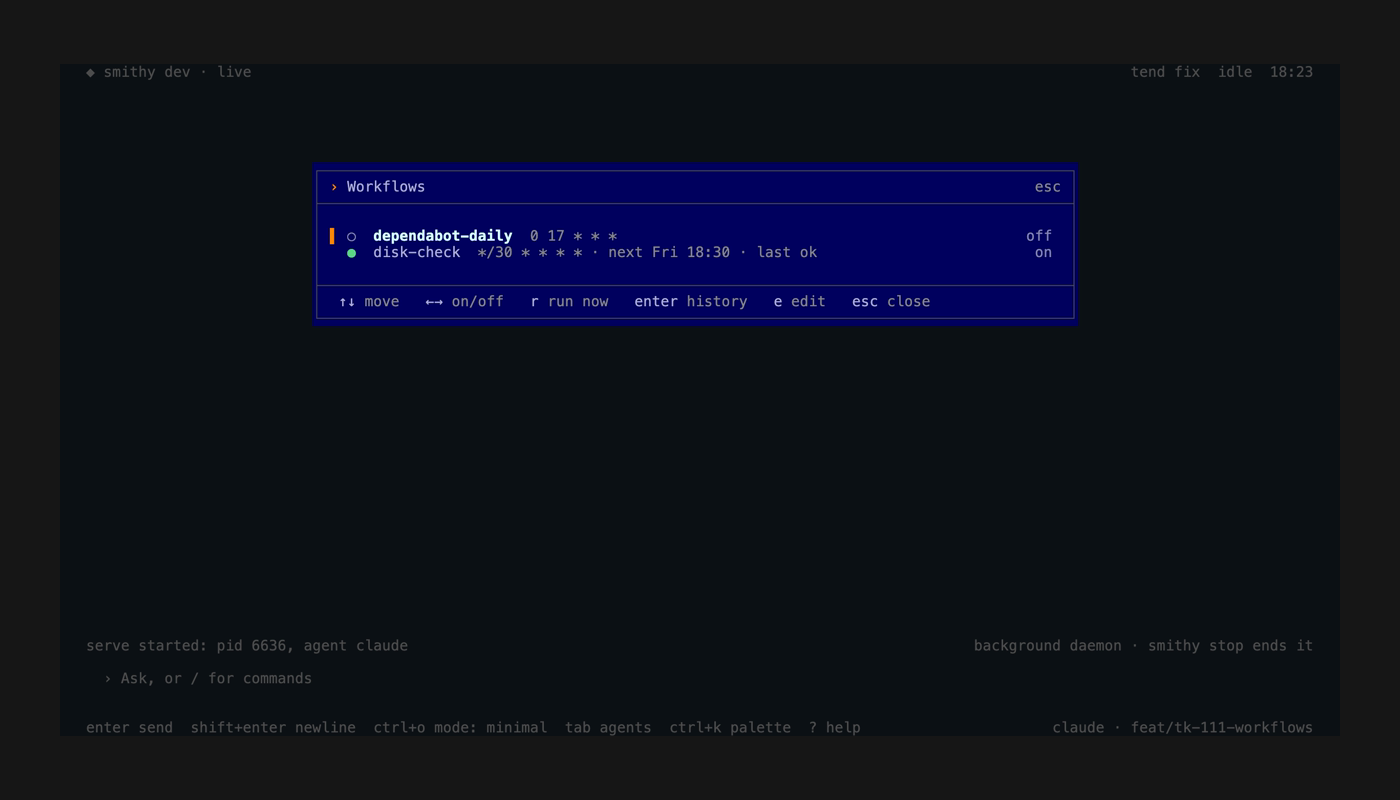 ◆ smithy dev · live tend fix idle 18:23
› Workflows esc
○ dependabot-daily 0 17 * * * off
● disk-check */30 * * * * · next Fri 18:30 · last ok on
↑↓ move ←→ on/off r run now enter history e edit esc close
serve started: pid 6636, agent claude background daemon · smithy stop ends it
› Ask, or / for commands
enter send shift+enter newline ctrl+o mode: minimal tab agents ctrl+k palette ? help claude · feat/tk-111-workflows